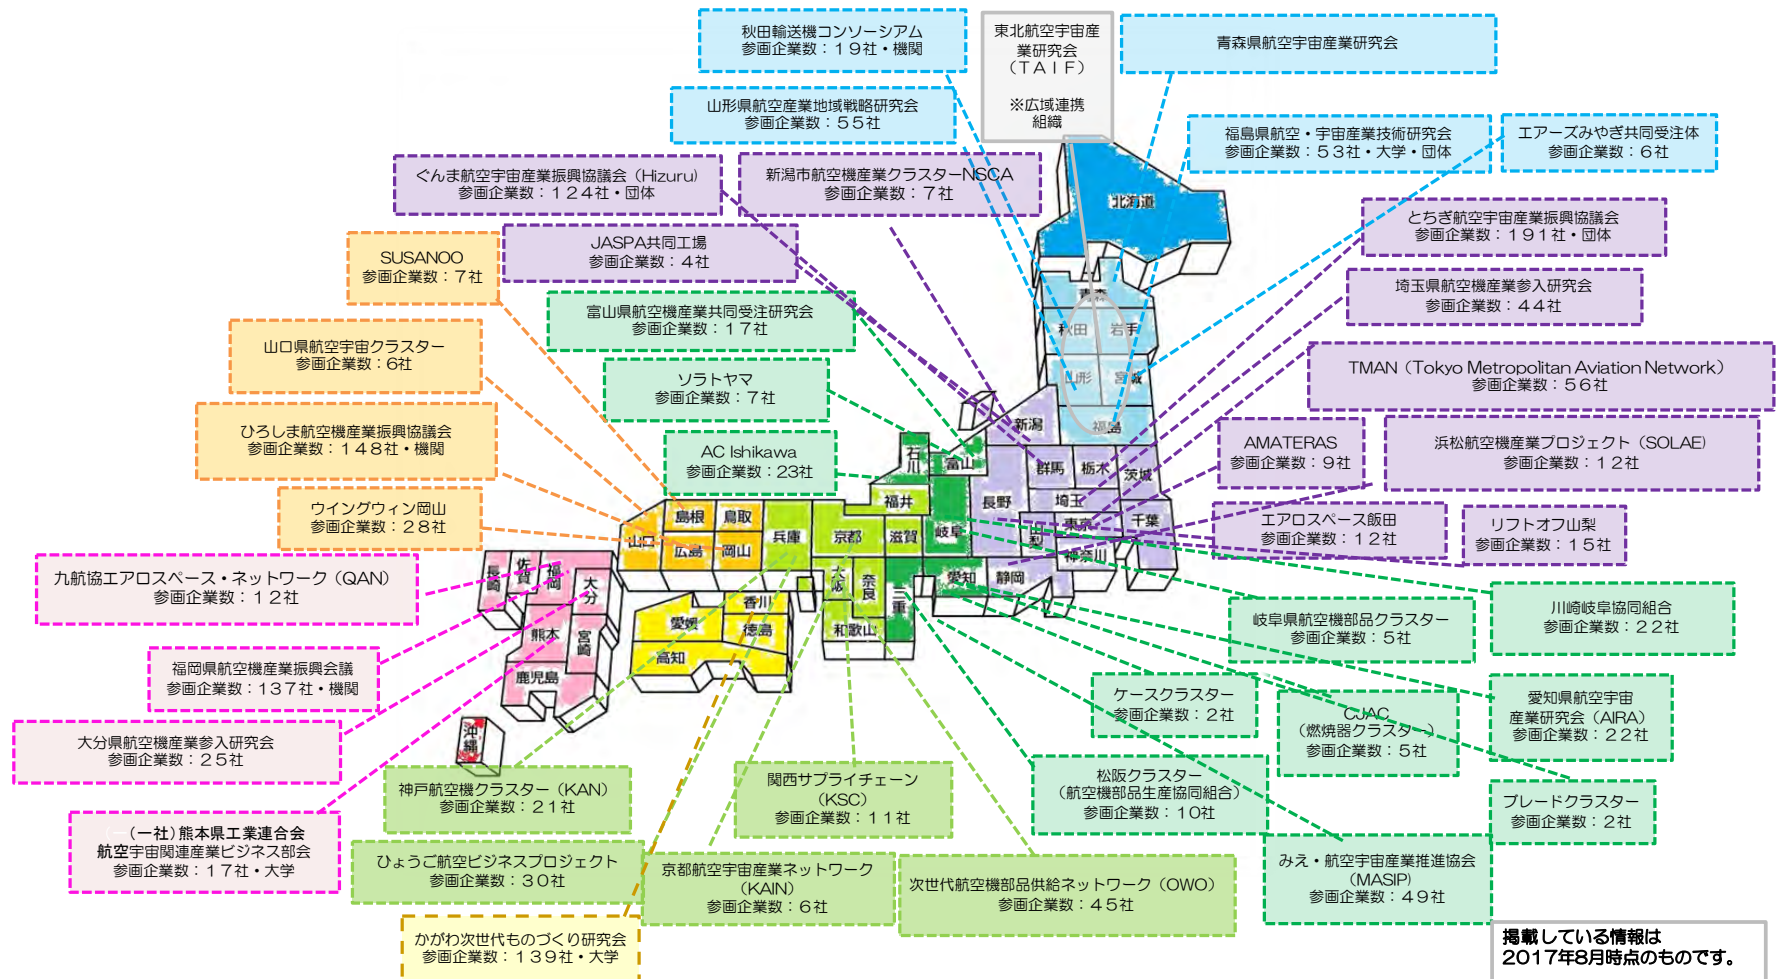 秋田輸送機コンソーシアム
参画企業数：１９社・機関
東北航空宇宙産
業研究会
（ＴＡＩＦ）
※広域連携
組織
青森県航空宇宙産業研究会
山形県航空産業地域戦略研究会
参画企業数：５５社
福島県航空・宇宙産業技術研究会
参画企業数：５３社・大学・団体
エアーズみやぎ共同受注体
参画企業数：６社
ぐんま航空宇宙産業振興協議会（Hizuru)
参画企業数：１２４社・団体
新潟市航空機産業クラスターNSCA
参画企業数：７社
とちぎ航空宇宙産業振興協議会
参画企業数：１９１社・団体
JASPA共同工場
参画企業数：４社
SUSANOO
参画企業数：７社
埼玉県航空機産業参入研究会
参画企業数：４４社
富山県航空機産業共同受注研究会
参画企業数：１７社
山口県航空宇宙クラスター
参画企業数：６社
TMAN（Tokyo Metropolitan Aviation Network）
参画企業数：５６社
ソラトヤマ
参画企業数：７社
ひろしま航空機産業振興協議会
参画企業数：１４８社・機関
AC Ishikawa
参画企業数：２３社
AMATERAS
参画企業数：９社
浜松航空機産業プロジェクト（SOLAE)
参画企業数：１２社
ウイングウィン岡山
参画企業数：２８社
エアロスペース飯田
参画企業数：１２社
リフトオフ山梨
参画企業数：１５社
九航協エアロスペース・ネットワーク（QAN）
参画企業数：１２社
岐阜県航空機部品クラスター
参画企業数：５社
川崎岐阜協同組合
参画企業数：２２社
福岡県航空機産業振興会議
参画企業数：１３７社・機関
ケースクラスター
参画企業数：２社
CJAC
（燃焼器クラスター）
参画企業数：５社
愛知県航空宇宙
産業研究会（AIRA）
参画企業数：２２社
大分県航空機産業参入研究会
参画企業数：２５社
神戸航空機クラスター（KAN）
参画企業数：２１社
関西サプライチェーン
（KSC）
参画企業数：１１社
松阪クラスター
（航空機部品生産協同組合）
参画企業数：１０社
ブレードクラスター
参画企業数：２社
（一社）熊本県工業連合会
航空宇宙関連産業ビジネス部会
参画企業数：１７社・大学
ひょうご航空ビジネスプロジェクト
参画企業数：３０社
京都航空宇宙産業ネットワーク
（KAIN）
参画企業数：６社
次世代航空機部品供給ネットワーク（OWO）
参画企業数：４５社
みえ・航空宇宙産業推進協会
（MASIP）
参画企業数：４９社
かがわ次世代ものづくり研究会
参画企業数：１３９社・大学
掲載している情報は
２０１７年８月時点のものです。
北海道
青森
秋田
岩手
山形
宮城
福島
新潟
群馬
栃木
茨城
埼玉
東京
千葉
神奈川
山梨
長野
静岡
石川
富山
福井
岐阜
愛知
三重
滋賀
京都
兵庫
大阪
奈良
和歌山
鳥取
島根
岡山
広島
山口
香川
愛媛
徳島
高知
福岡
佐賀
長崎
大分
熊本
宮崎
鹿児島
沖縄